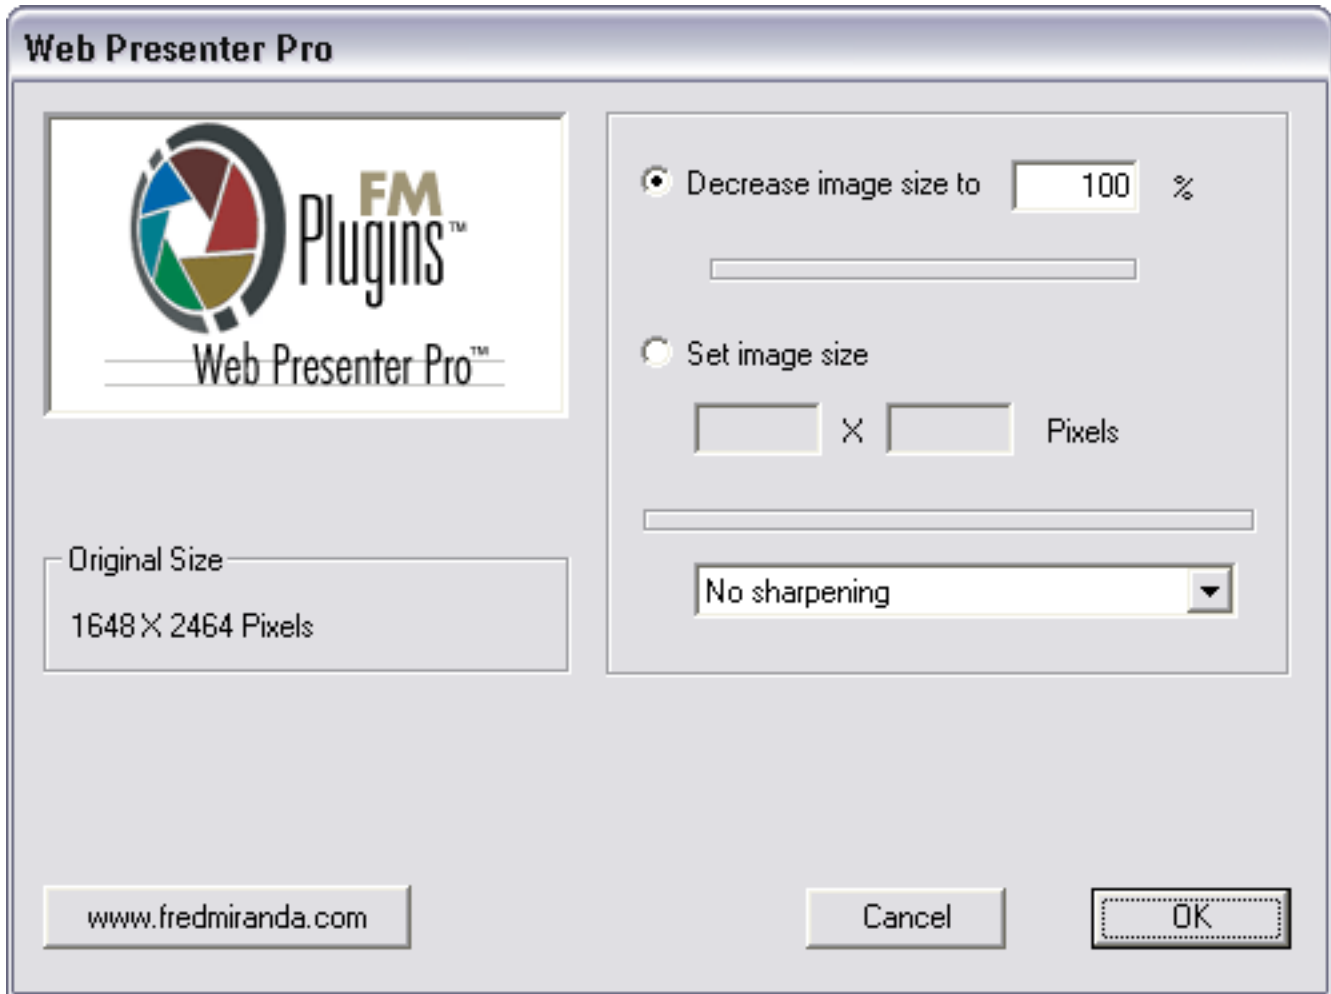 Web Presenter Pro
FM
Plugins™
Web Presenter Pro™
Decrease image size to 100 %
Set image size
X Pixels
Original Size
1648 X 2464 Pixels
No sharpening
www.fredmiranda.com
Cancel
OK